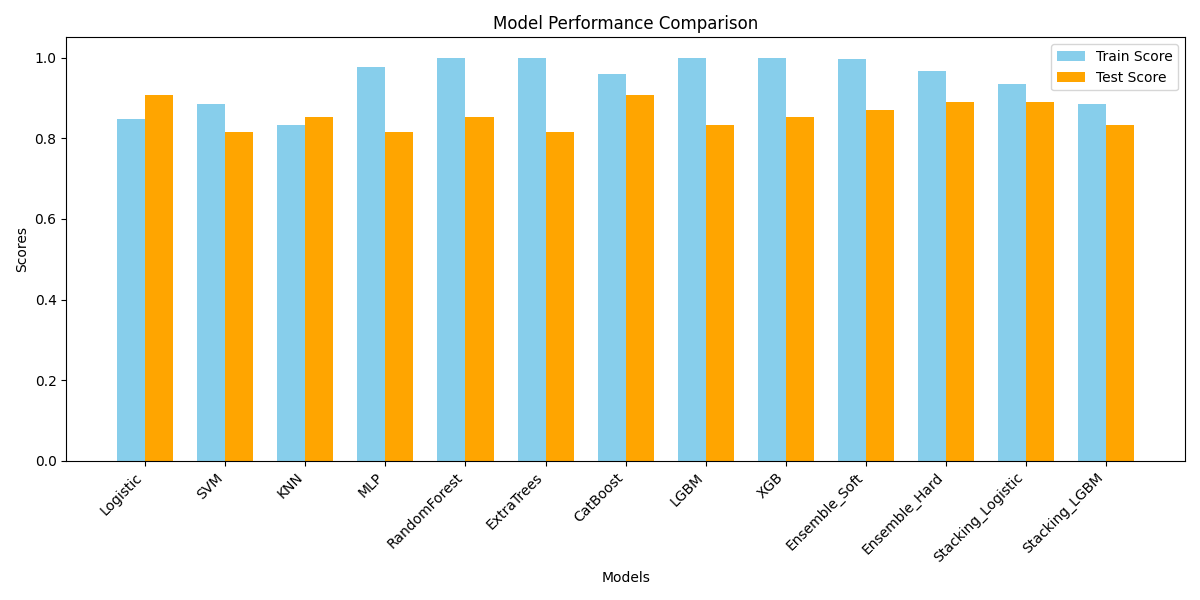 Model Performance Comparison
Train Score
Test Score
Scores
1.0
0.8
0.6
0.4
0.2
0.0
Logistic
SVM
KNN
MLP
RandomForest
ExtraTrees
CatBoost
LGBM
XGB
Ensemble_Soft
Ensemble_Hard
Stacking_Logistic
Stacking_LGBM
Models